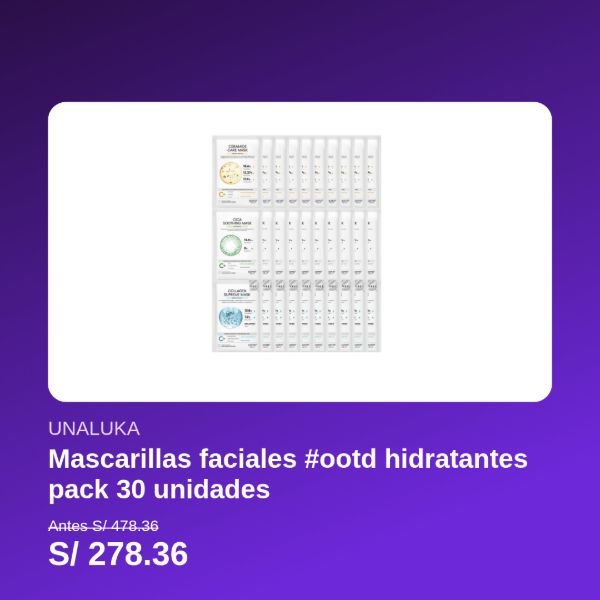 CERAMIDE
CARE MASK
CICA
SOOTHING MASK
COLLAGEN
SUPREME MASK
UNALUKA
Mascarillas faciales #ootd hidratantes
pack 30 unidades
Antes S/ 478.36
S/ 278.36